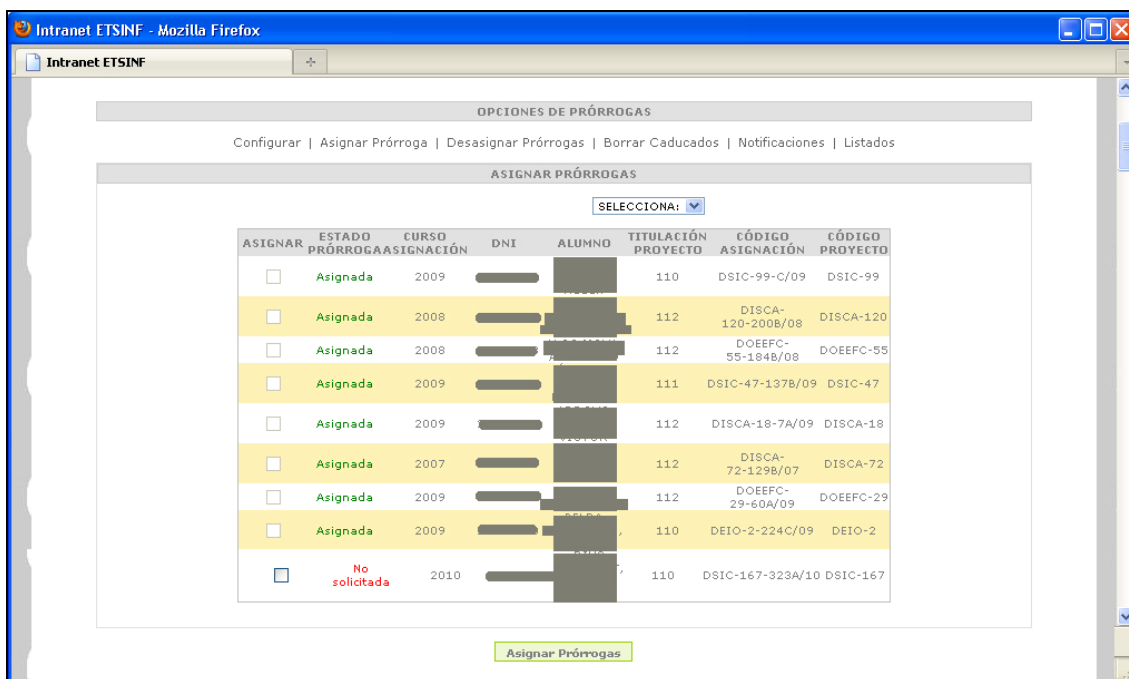 Intranet ETSINF - Mozilla Firefox
Intranet ETSINF
OPCIONES DE PRÓRROGAS
Configurar | Asignar Prórroga | Desasignar Prórrogas | Borrar Caducados | Notificaciones | Listados
ASIGNAR PRÓRROGAS
SELECCIONA:
ASIGNAR ESTADO PRÓRROGA CURSO ASIGNACIÓN DNI ALUMNO TITULACIÓN PROYECTO CÓDIGO ASIGNACIÓN CÓDIGO PROYECTO
Asignada 2009 110 DSIC-99-C/09 DSIC-99
Asignada 2008 112 DISCA-120-200B/08 DISCA-120
Asignada 2008 112 DOEEFC-55-184B/08 DOEEFC-55
Asignada 2009 111 DSIC-47-137B/09 DSIC-47
Asignada 2009 112 DISCA-18-7A/09 DISCA-18
Asignada 2007 112 DISCA-72-129B/07 DISCA-72
Asignada 2009 112 DOEEFC-29-60A/09 DOEEFC-29
Asignada 2009 110 DEIO-2-224C/09 DEIO-2
No solicitada 2010 110 DSIC-167-323A/10 DSIC-167
Asignar Prórrogas